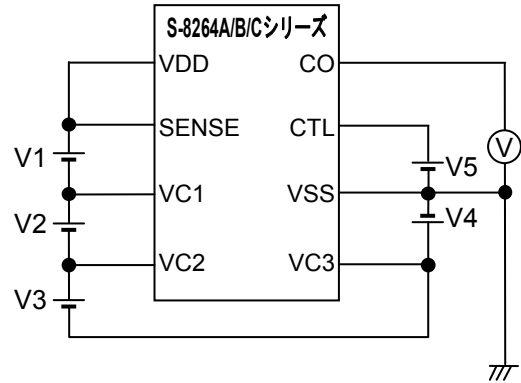 S-8264A/B/Cシリーズ
VDD
CO
SENSE
CTL
V1
V
V5
VC1
VSS
V2
V4
VC2
VC3
V3